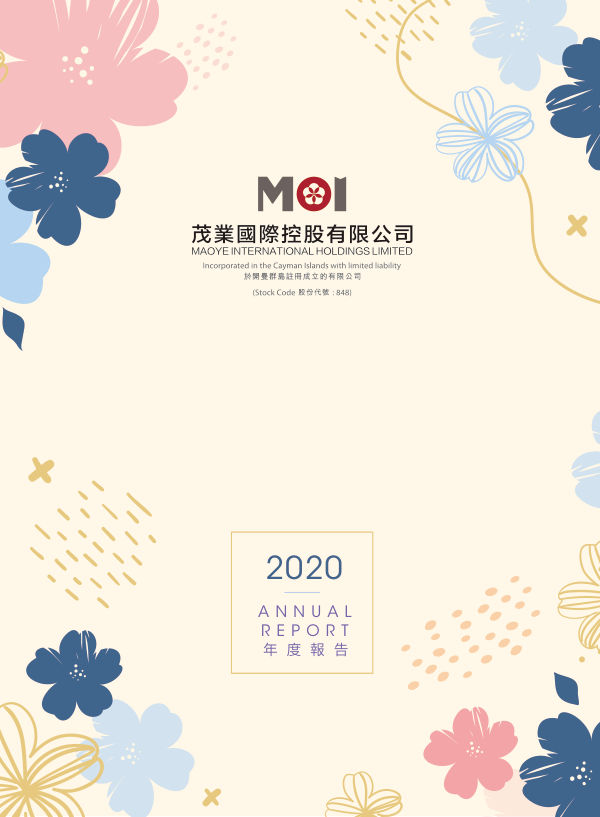 MOI
茂業國際控股有限公司
MAOYE INTERNATIONAL HOLDINGS LIMITED
Incorporated in the Cayman Islands with limited liability
於開曼群島註冊成立的有限公司
(Stock Code 股份代號 : 848)
2020
ANNUAL
REPORT
年度報告